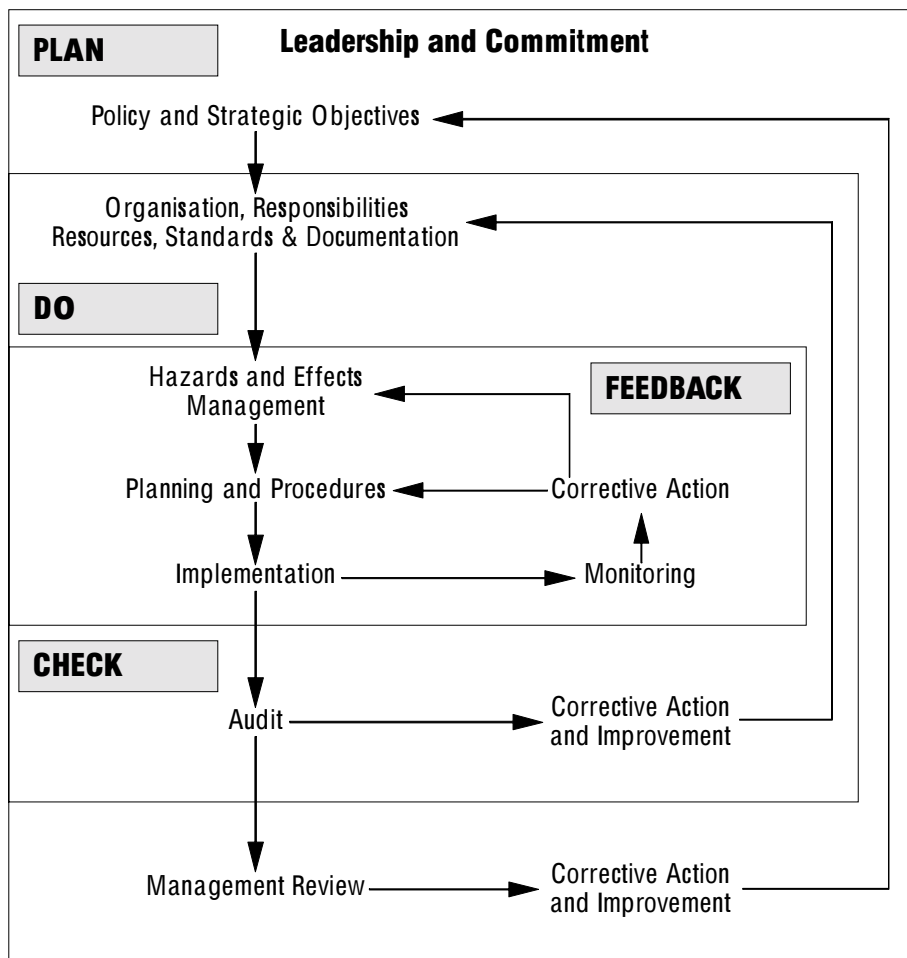 PLAN
Leadership and Commitment
Policy and Strategic Objectives
Organisation, Responsibilities
Resources, Standards & Documentation
DO
Hazards and Effects
Management
FEEDBACK
Planning and Procedures
Corrective Action
Implementation
Monitoring
CHECK
Audit
Corrective Action
and Improvement
Management Review
Corrective Action
and Improvement